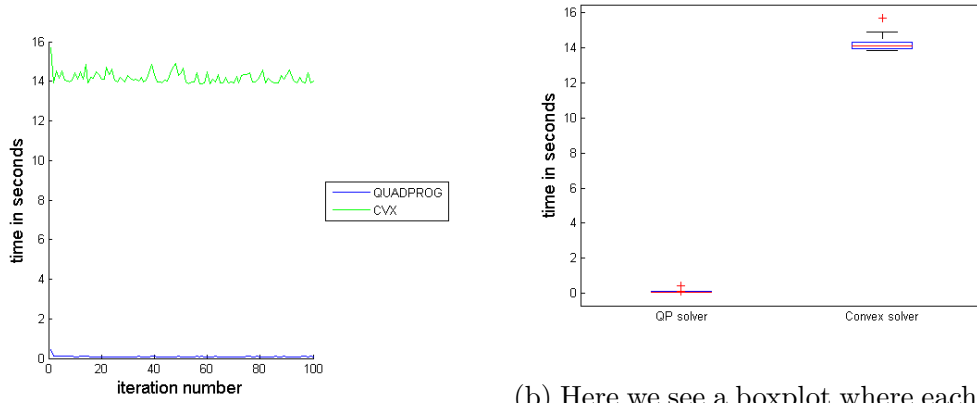 16
14
12
10
8
6
4
2
0
0 20 40 60 80 100
time in seconds
iteration number
QUADPROG
CVX
16
14
12
10
8
6
4
2
0
time in seconds
QP solver Convex solver
(b) Here we see a boxplot where each